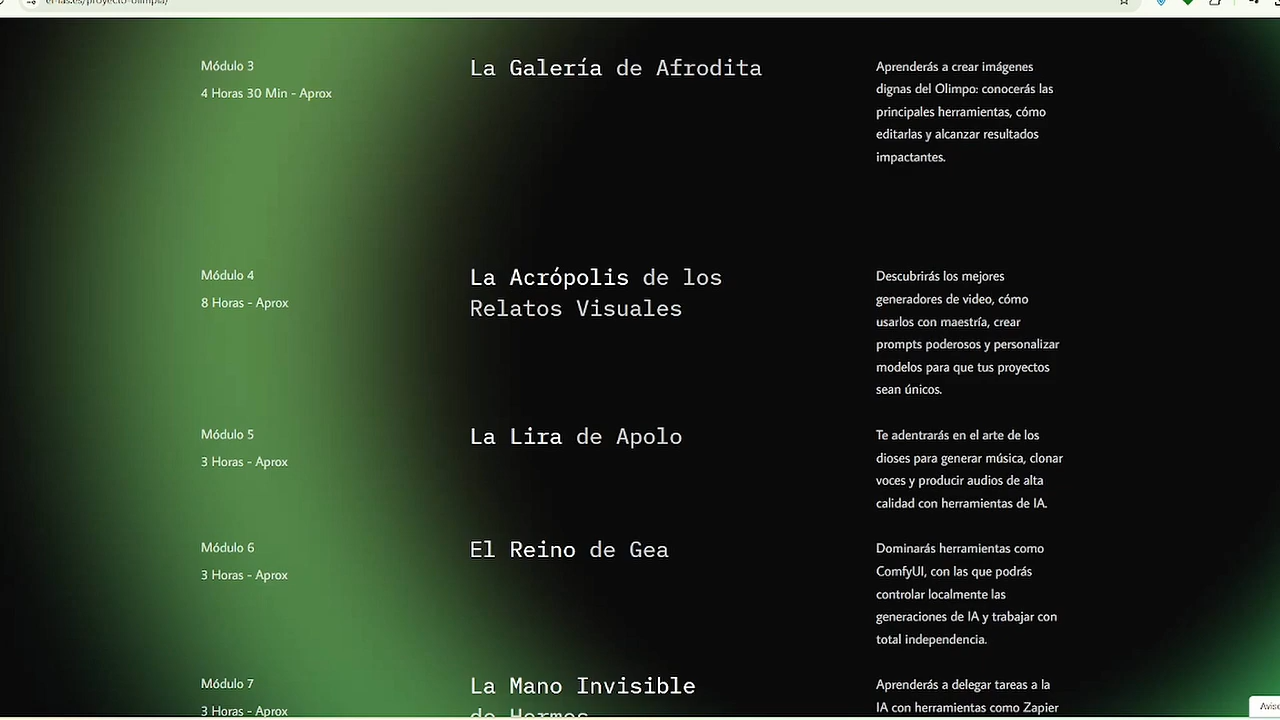 Módulo 3
4 Horas 30 Min - Aprox
La Galería de Afrodita
Aprenderás a crear imágenes
dignas del Olimpo: conocerás las
principales herramientas, cómo
editarlas y alcanzar resultados
impactantes.
Módulo 4
8 Horas - Aprox
La Acrópolis de los
Relatos Visuales
Descubrirás los mejores
generadores de video, cómo
usarlos con maestría, crear
prompts poderosos y personalizar
modelos para que tus proyectos
sean únicos.
Módulo 5
3 Horas - Aprox
La Lira de Apolo
Te adentrarás en el arte de los
dioses para generar música, clonar
voces y producir audios de alta
calidad con herramientas de IA.
Módulo 6
3 Horas - Aprox
El Reino de Gea
Dominarás herramientas como
ComfyUI, con las que podrás
controlar localmente las
generaciones de IA y trabajar con
total independencia.
Módulo 7
3 Horas - Aprox
La Mano Invisible
de Hermes
Aprenderás a delegar tareas a la
IA con herramientas como Zapier